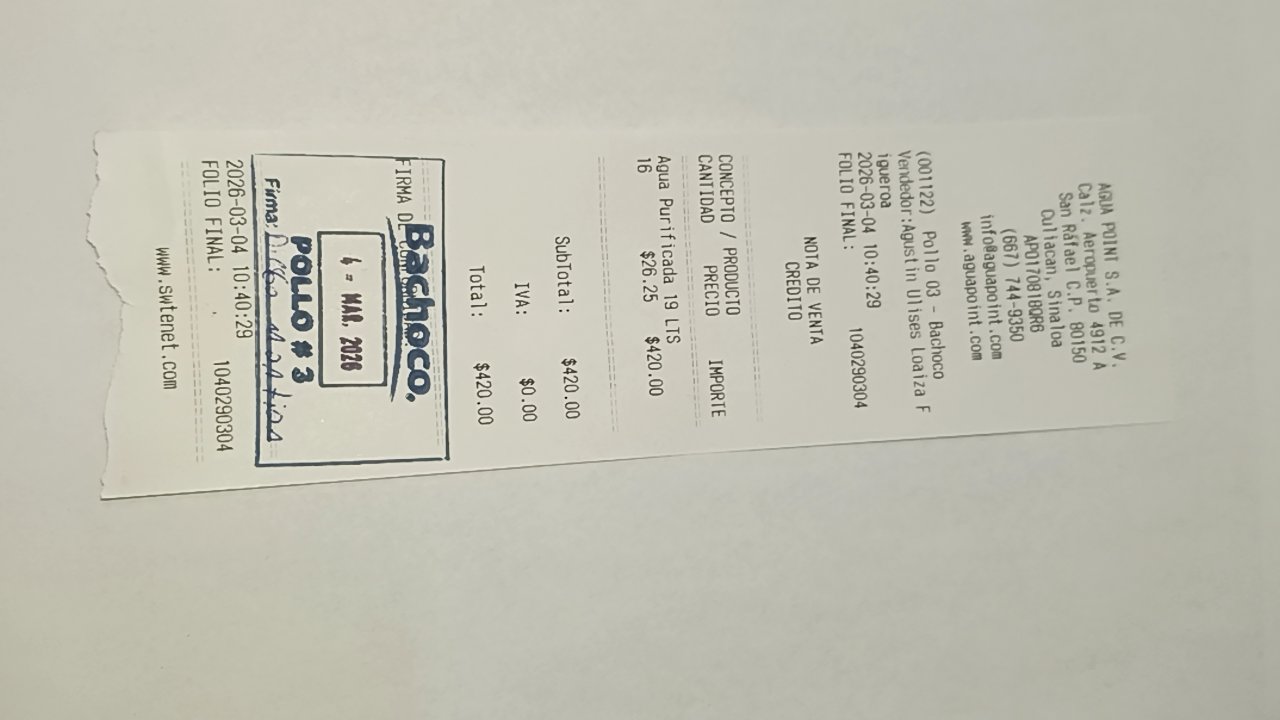 AGUA POINT S.A. DE C.V.
Calz. Aeropuerto 4912 A
San Rafael C.P. 80150
Culiacan, Sinaloa
APO170818QR6
(667) 744-9350
info@aguapoint.com
www.aguapoint.com
(001122) Pollo 03 - Bachoco
Vendedor:Agustin Ulises Loaiza F
igueroa
2026-03-04 10:40:29
FOLIO FINAL: 1040290304
NOTA DE VENTA
CREDITO
CONCEPTO / PRODUCTO
CANTIDAD PRECIO IMPORTE
Agua Purificada 19 LTS
16 $26.25 $420.00
SubTotal: $420.00
IVA: $0.00
Total: $420.00
FIRMA DE
Bachoco.
4 = MAR. 2026
POLLO # 3
Firma:
2026-03-04 10:40:29
FOLIO FINAL: 1040290304
www.swtenet.com